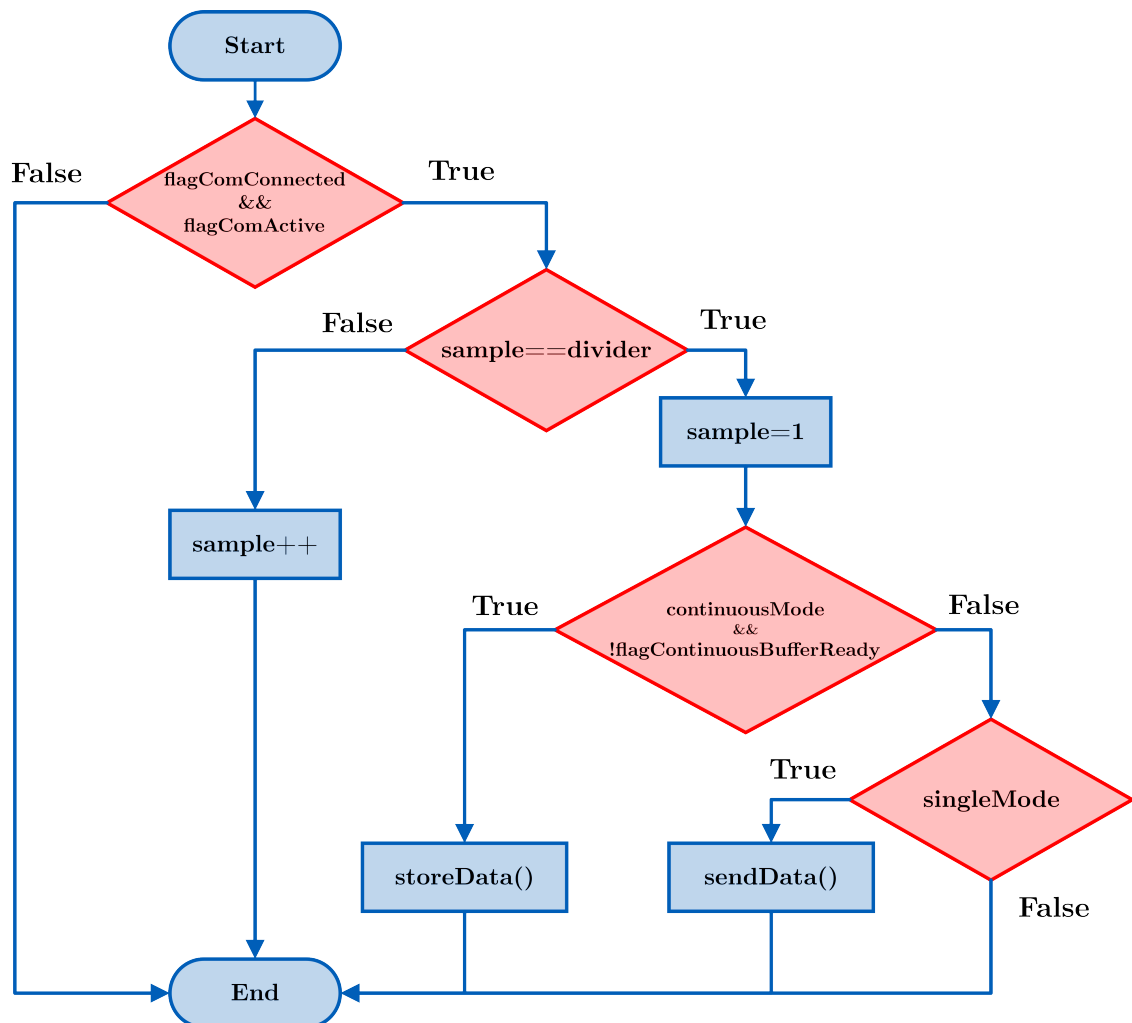 Start
False
True
flagComConnected
&&
flagComActive
False
True
sample==divider
sample=1
sample++
True
False
continuousMode
&&
!flagContinuousBufferReady
True
singleMode
storeData()
sendData()
False
End